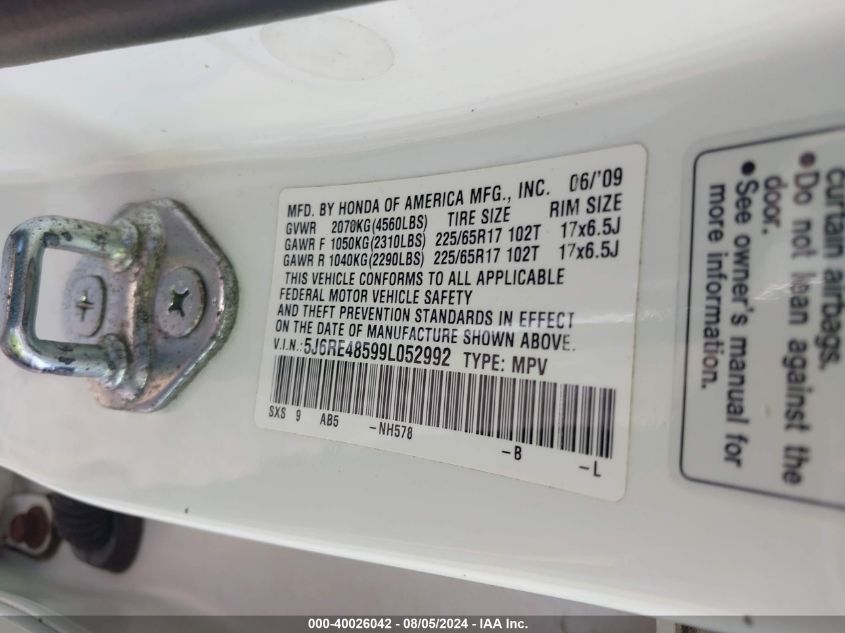 MFD. BY HONDA OF AMERICA MFG., INC. 06/'09
GVWR 2070KG(4560LBS) TIRE SIZE RIM SIZE
GAWR F 1050KG(2310LBS) 225/65R17 102T 17x6.5J
GAWR R 1040KG(2290LBS) 225/65R17 102T 17x6.5J
THIS VEHICLE CONFORMS TO ALL APPLICABLE
FEDERAL MOTOR VEHICLE SAFETY
AND THEFT PREVENTION STANDARDS IN EFFECT
ON THE DATE OF MANUFACTURE SHOWN ABOVE.
V.I.N.:5J6RE48599L052992 TYPE: MPV
SXS 9 AB5 -NH578 -B -L
curtain airbags.
• Do not lean against the
door.
• See owner's manual for
more information.
000-40026042 - 08/05/2024 - IAA Inc.